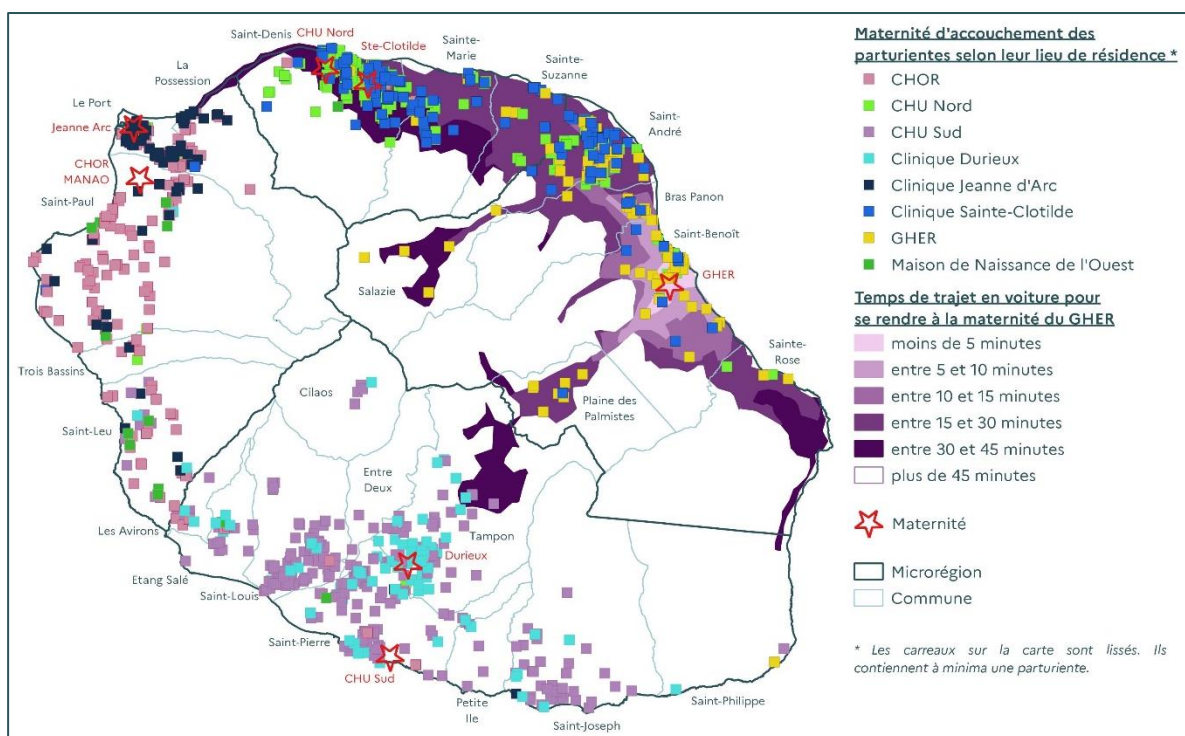 Saint-Denis
CHU Nord
Ste-Clotilde
Sainte-
Marie
Sainte-
Suzanne
La
Possession
Le Port
Saint-
André
Jeanne Arc
CHOR
MANAO
Saint-Paul
Bras Panon
Saint-Benoît
GHER
Salazie
Sainte-
Rose
Trois Bassins
Cilaos
Plaine des
Palmistes
Saint-Leu
Entre
Deux
Les Avirons
Tampon
Durieux
Etang Salé
Saint-Louis
Saint-Pierre
CHU Sud
Petite
Ile
Saint-Joseph
Saint-Philippe
Maternité d'accouchement des
parturientes selon leur lieu de résidence *
CHOR
CHU Nord
CHU Sud
Clinique Durieux
Clinique Jeanne d'Arc
Clinique Sainte-Clotilde
GHER
Maison de Naissance de l'Ouest
Temps de trajet en voiture pour
se rendre à la maternité du GHER
moins de 5 minutes
entre 5 et 10 minutes
entre 10 et 15 minutes
entre 15 et 30 minutes
entre 30 et 45 minutes
plus de 45 minutes
Maternité
Microrégion
Commune
* Les carreaux sur la carte sont lissés. Ils
contiennent à minima une parturiente.